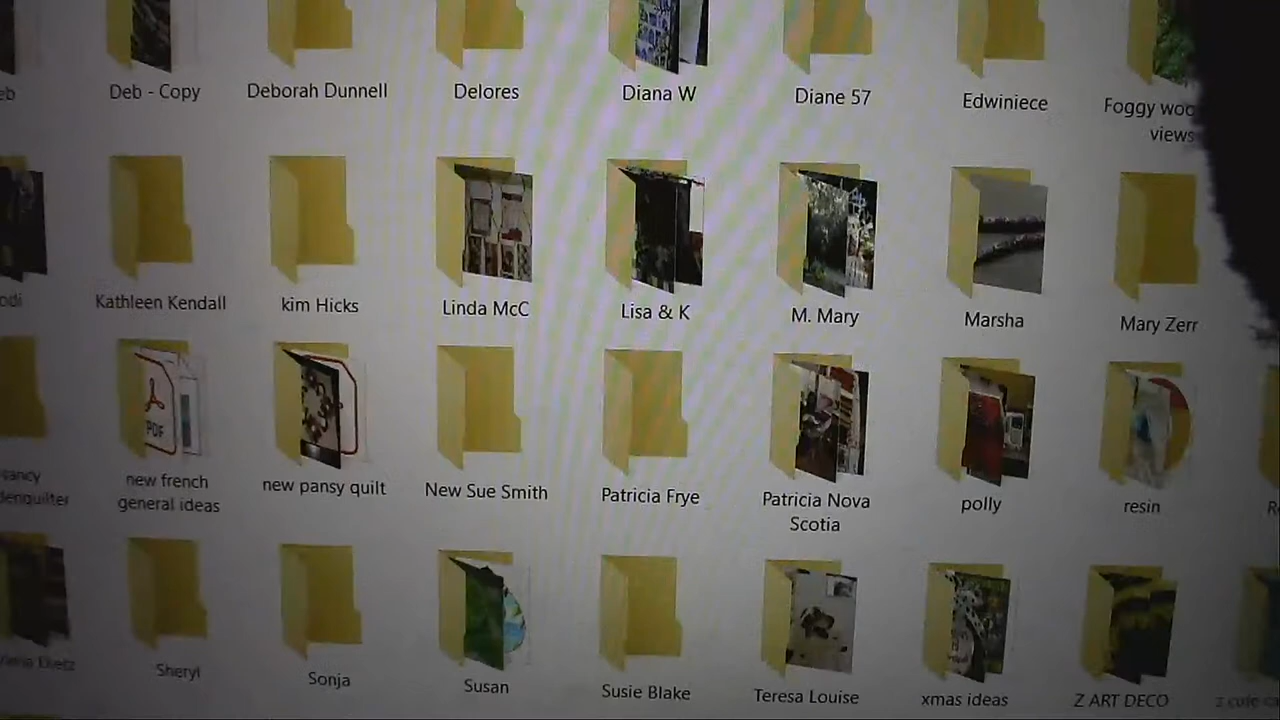 Deb - Copy
Deborah Dunnell
Delores
Diana W
Diane 57
Edwiniece
Foggy
views
Kathleen Kendall
kim Hicks
Linda McC
Lisa & K
M. Mary
Marsha
Mary Zerr
PDF
new french
general ideas
new pansy quilt
New Sue Smith
Patricia Frye
Patricia Nova
Scotia
polly
resin
Sheryl
Sonja
Susan
Susie Blake
Teresa Louise
xmas ideas
Z ART DECO